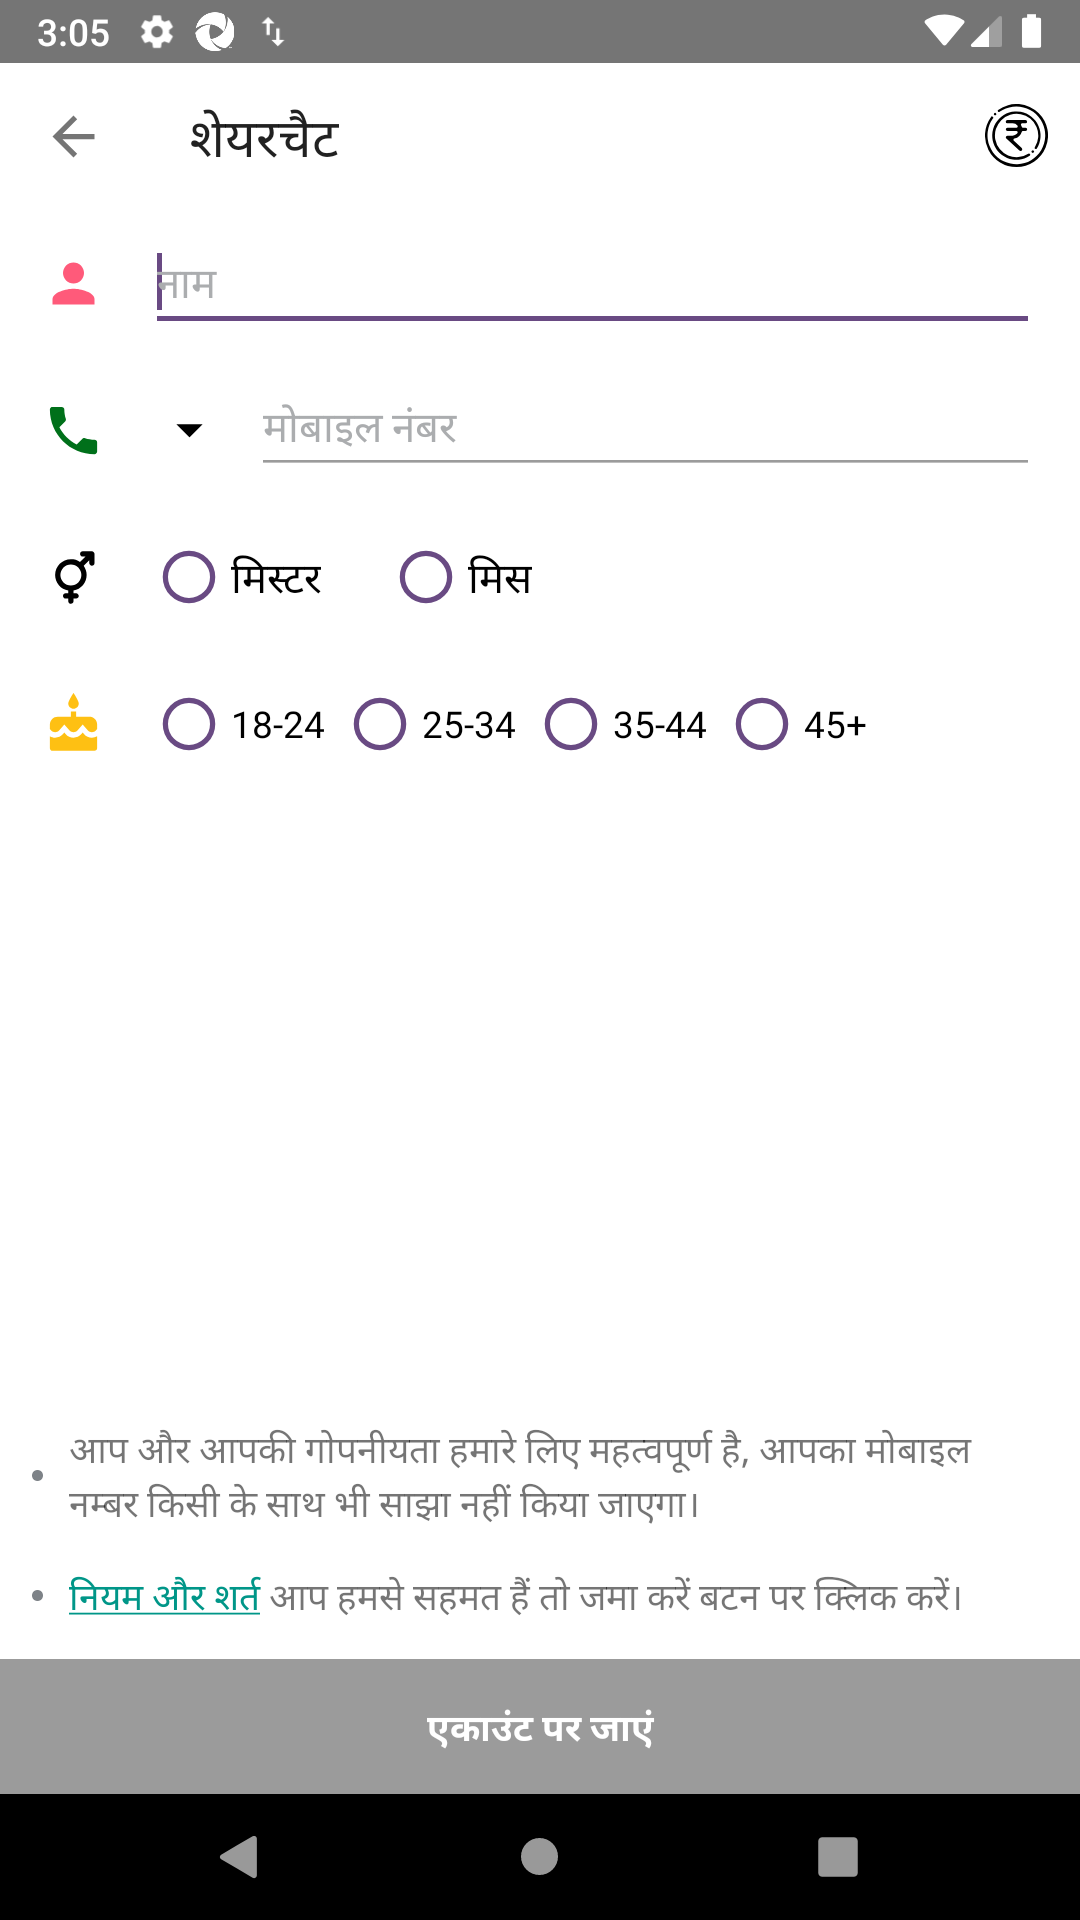 3:05
शेयरचैट
नाम
मोबाइल नंबर
मिस्टर मिस
18-24 25-34 35-44 45+
आप और आपकी गोपनीयता हमारे लिए महत्वपूर्ण है, आपका मोबाइल
नम्बर किसी के साथ भी साझा नहीं किया जाएगा।
नियम और शर्त आप हमसे सहमत हैं तो जमा करें बटन पर क्लिक करें।
एकाउंट पर जाएं